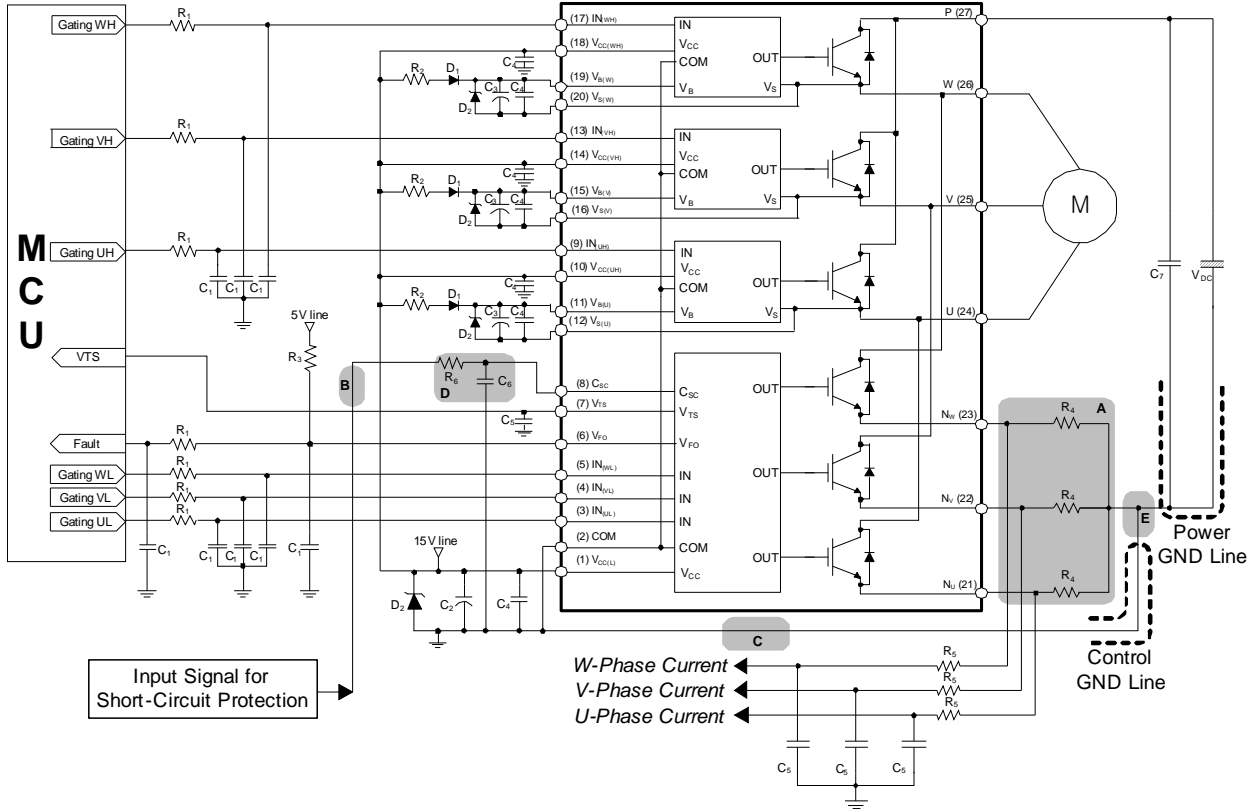 MCU
Gating WH
Gating VH
Gating UH
VTS
Fault
Gating WL
Gating VL
Gating UL
R1
R1
R1
R1
R1
R1
R1
C1
C1
C1
C1
C1
C1
C1
C1
5V line
R3
R2
D1
D2
C3
C4
C4
R2
D1
D2
C3
C4
C4
R2
D1
D2
C3
C4
C4
B
D
R6
C6
C5
15V line
D2
C2
C4
(17) IN(WH)
(18) VCC(WH)
(19) VB(W)
(20) VS(W)
(13) IN(VH)
(14) VCC(VH)
(15) VB(V)
(16) VS(V)
(9) IN(UH)
(10) VCC(UH)
(11) VB(U)
(12) VS(U)
(8) CSC
(7) VTS
(6) VFO
(5) IN(WL)
(4) IN(VL)
(3) IN(UL)
(2) COM
(1) VCC(L)
IN
VCC
COM
VB
OUT
VS
IN
VCC
COM
VB
OUT
VS
IN
VCC
COM
VB
OUT
VS
CSC
VTS
VFO
IN
IN
IN
COM
VCC
OUT
OUT
OUT
P (27)
W (26)
V (25)
U (24)
NW (23)
NV (22)
NU (21)
M
C7
VDC
A
R4
R4
R4
E
Power
GND Line
Control
GND Line
C
Input Signal for
Short-Circuit Protection
W-Phase Current
V-Phase Current
U-Phase Current
R5
R5
R5
C5
C5
C5